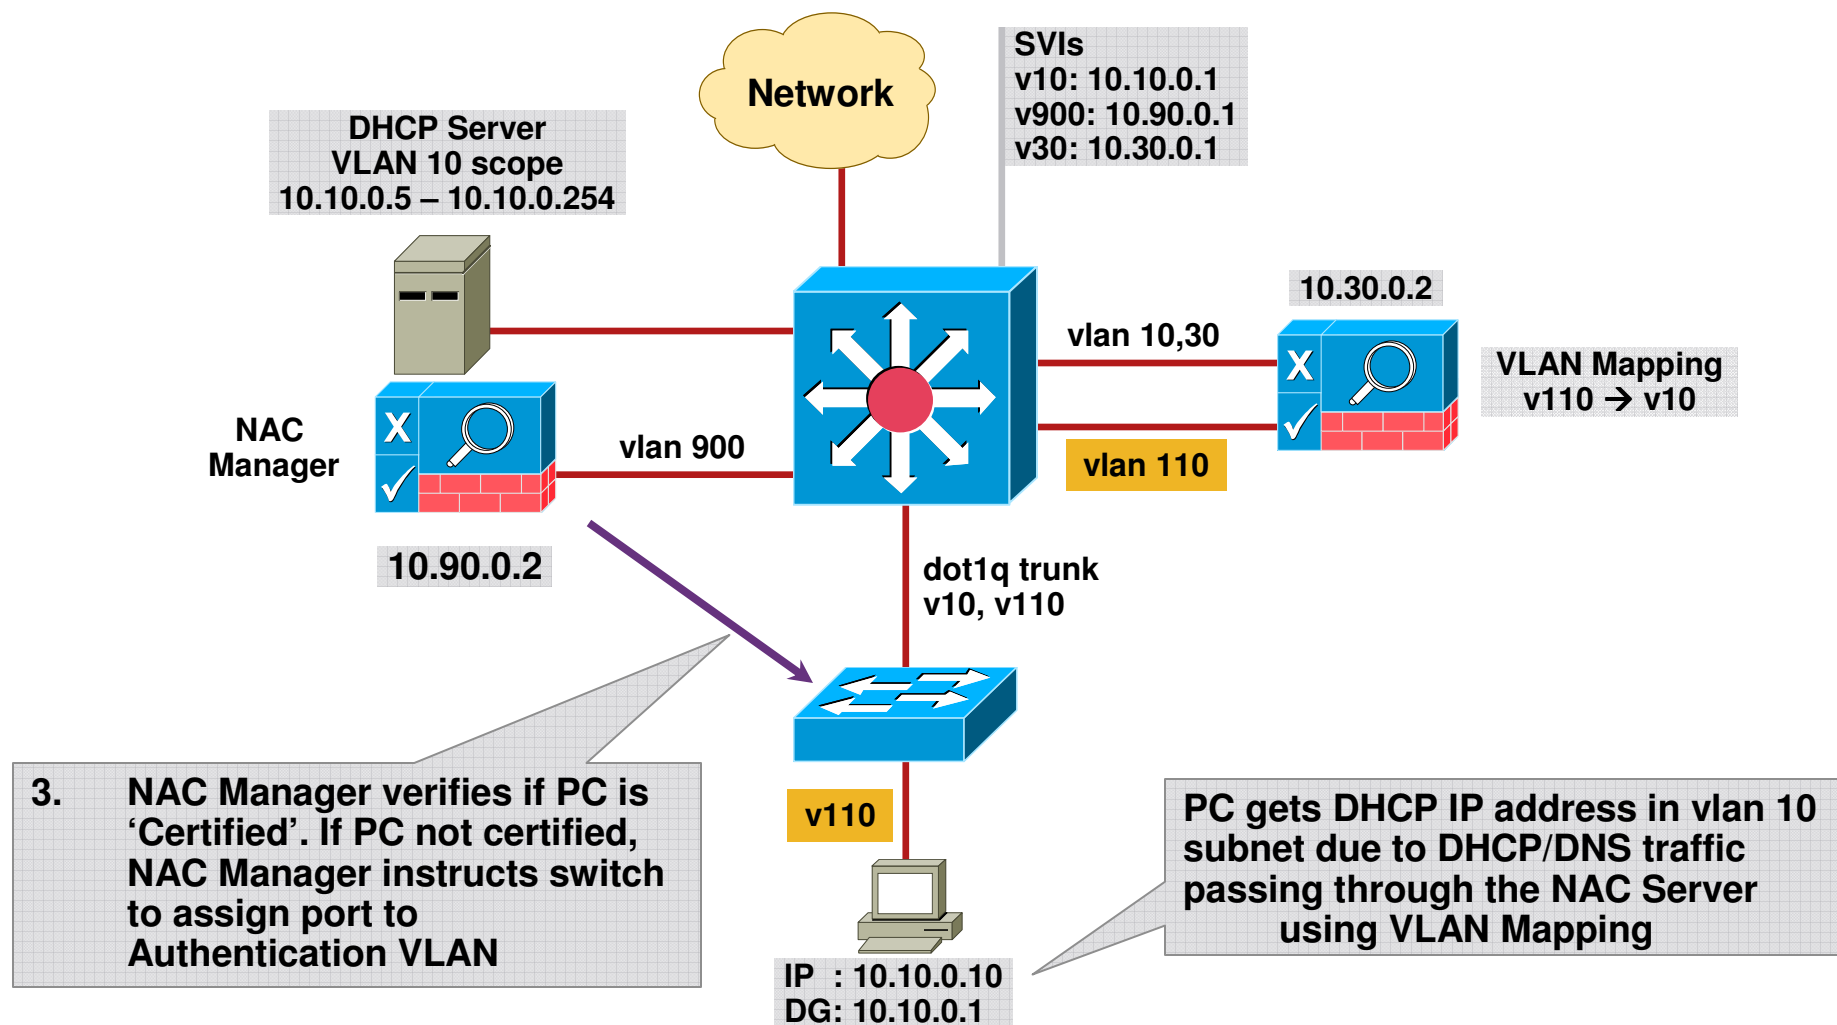 Network
SVIs
v10: 10.10.0.1
v900: 10.90.0.1
v30: 10.30.0.1
DHCP Server
VLAN 10 scope
10.10.0.5 – 10.10.0.254
10.30.0.2
vlan 10,30
X
VLAN Mapping
v110 → v10
NAC
Manager
X
vlan 900
vlan 110
10.90.0.2
dot1q trunk
v10, v110
3. NAC Manager verifies if PC is
‘Certified’. If PC not certified,
NAC Manager instructs switch
to assign port to
Authentication VLAN
v110
PC gets DHCP IP address in vlan 10
subnet due to DHCP/DNS traffic
passing through the NAC Server
using VLAN Mapping
IP : 10.10.0.10
DG: 10.10.0.1